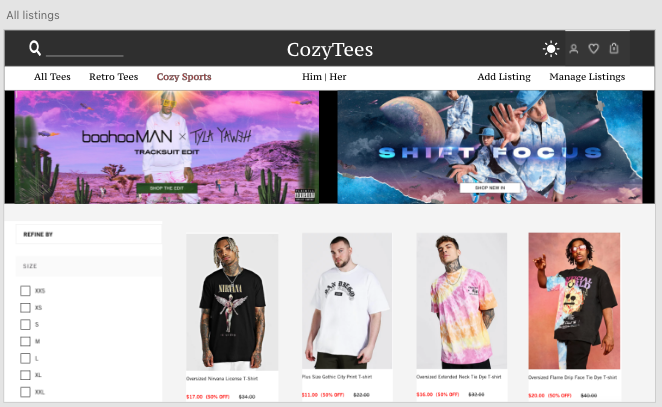 All listings
CozyTees
All Tees Retro Tees Cozy Sports Him | Her Add Listing Manage Listings
boohooMAN × TYLA YAWEH
TRACKSUIT EDIT
SHOP THE EDIT
SHIFT FOCUS
SHOP NEW IN
REFINE BY
SIZE
XXS
XS
S
M
L
XL
XXL
NIRVANA
SAN DIEGO
Oversized Nirvana License T-Shirt
Plus Size Gothic City Print T-shirt
Oversized Extended Neck Tie Dye T-shirt
Oversized Flame Drip Face Tie Dye T-shirt
$17.00 (50% OFF) $34.00
$11.00 (50% OFF) $22.00
$16.00 (50% OFF) $32.00
$20.00 (50% OFF) $40.00